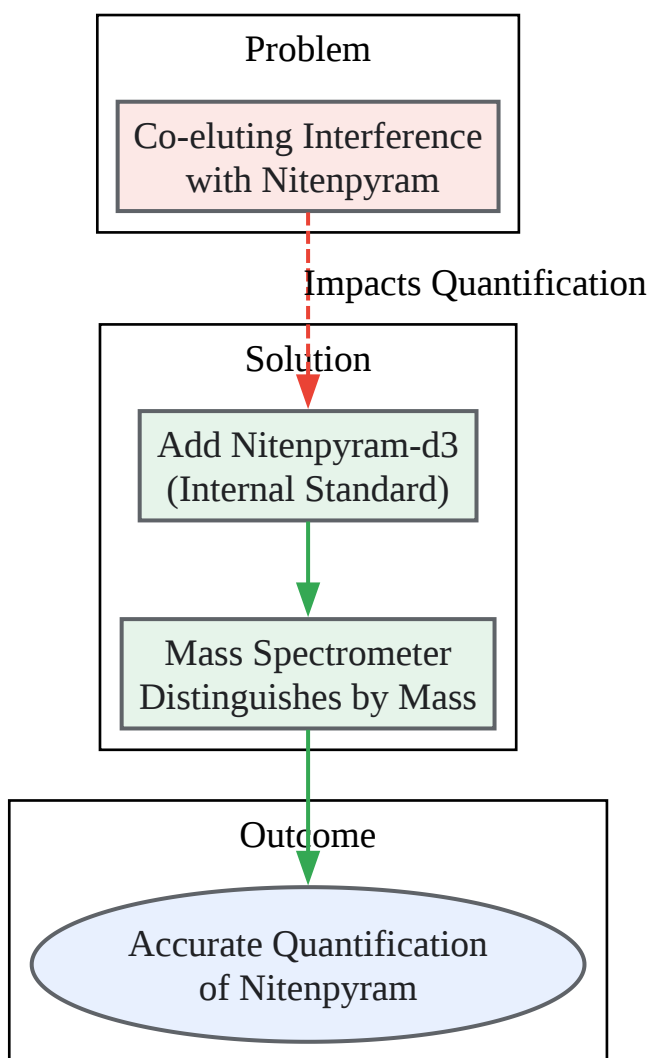 Problem
Co-eluting Interference
with Nitenpyram
Impacts Quantification
Solution
Add Nitenpyram-d3
(Internal Standard)
Mass Spectrometer
Distinguishes by Mass
Outcome
Accurate Quantification
of Nitenpyram